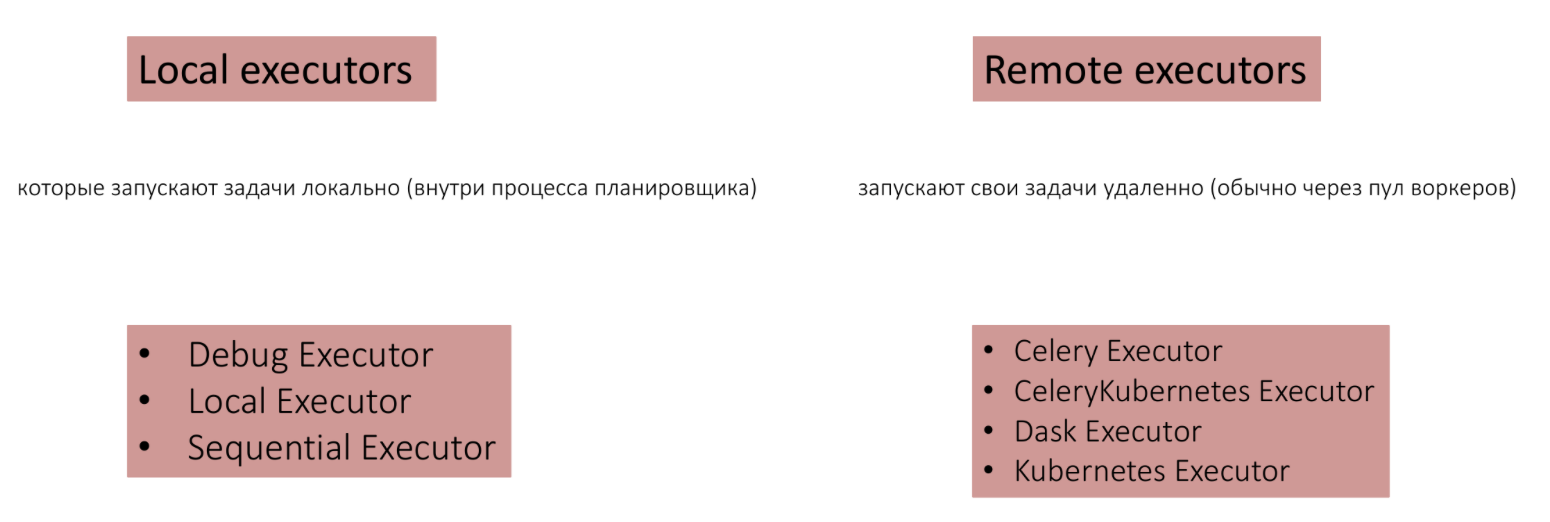 Local executors
которые запускают задачи локально (внутри процесса планировщика)
• Debug Executor
• Local Executor
• Sequential Executor
Remote executors
запускают свои задачи удаленно (обычно через пул воркеров)
• Celery Executor
• CeleryKubernetes Executor
• Dask Executor
• Kubernetes Executor